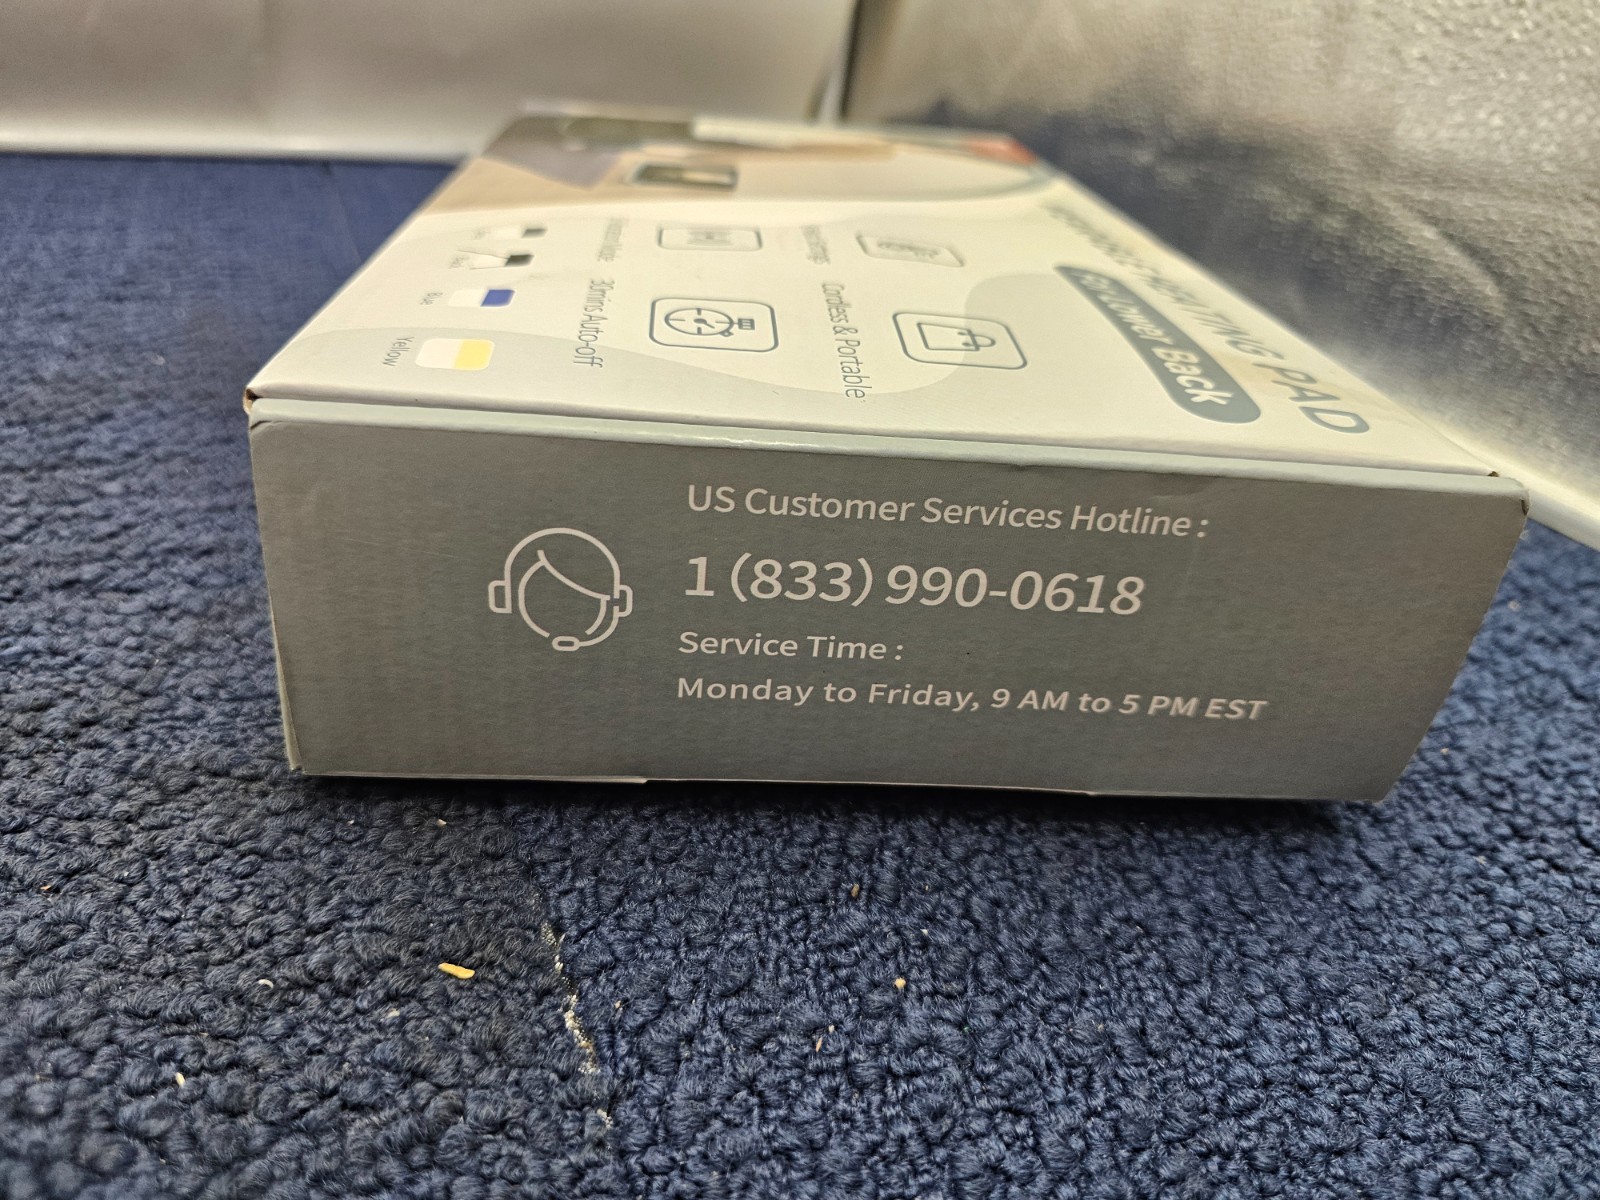 US Customer Services Hotline :
1 (833) 990-0618
Service Time :
Monday to Friday, 9 AM to 5 PM EST
HEATING PAD
Lower Back
Cordless & Portable
30mins Auto-off
Blue
Yellow